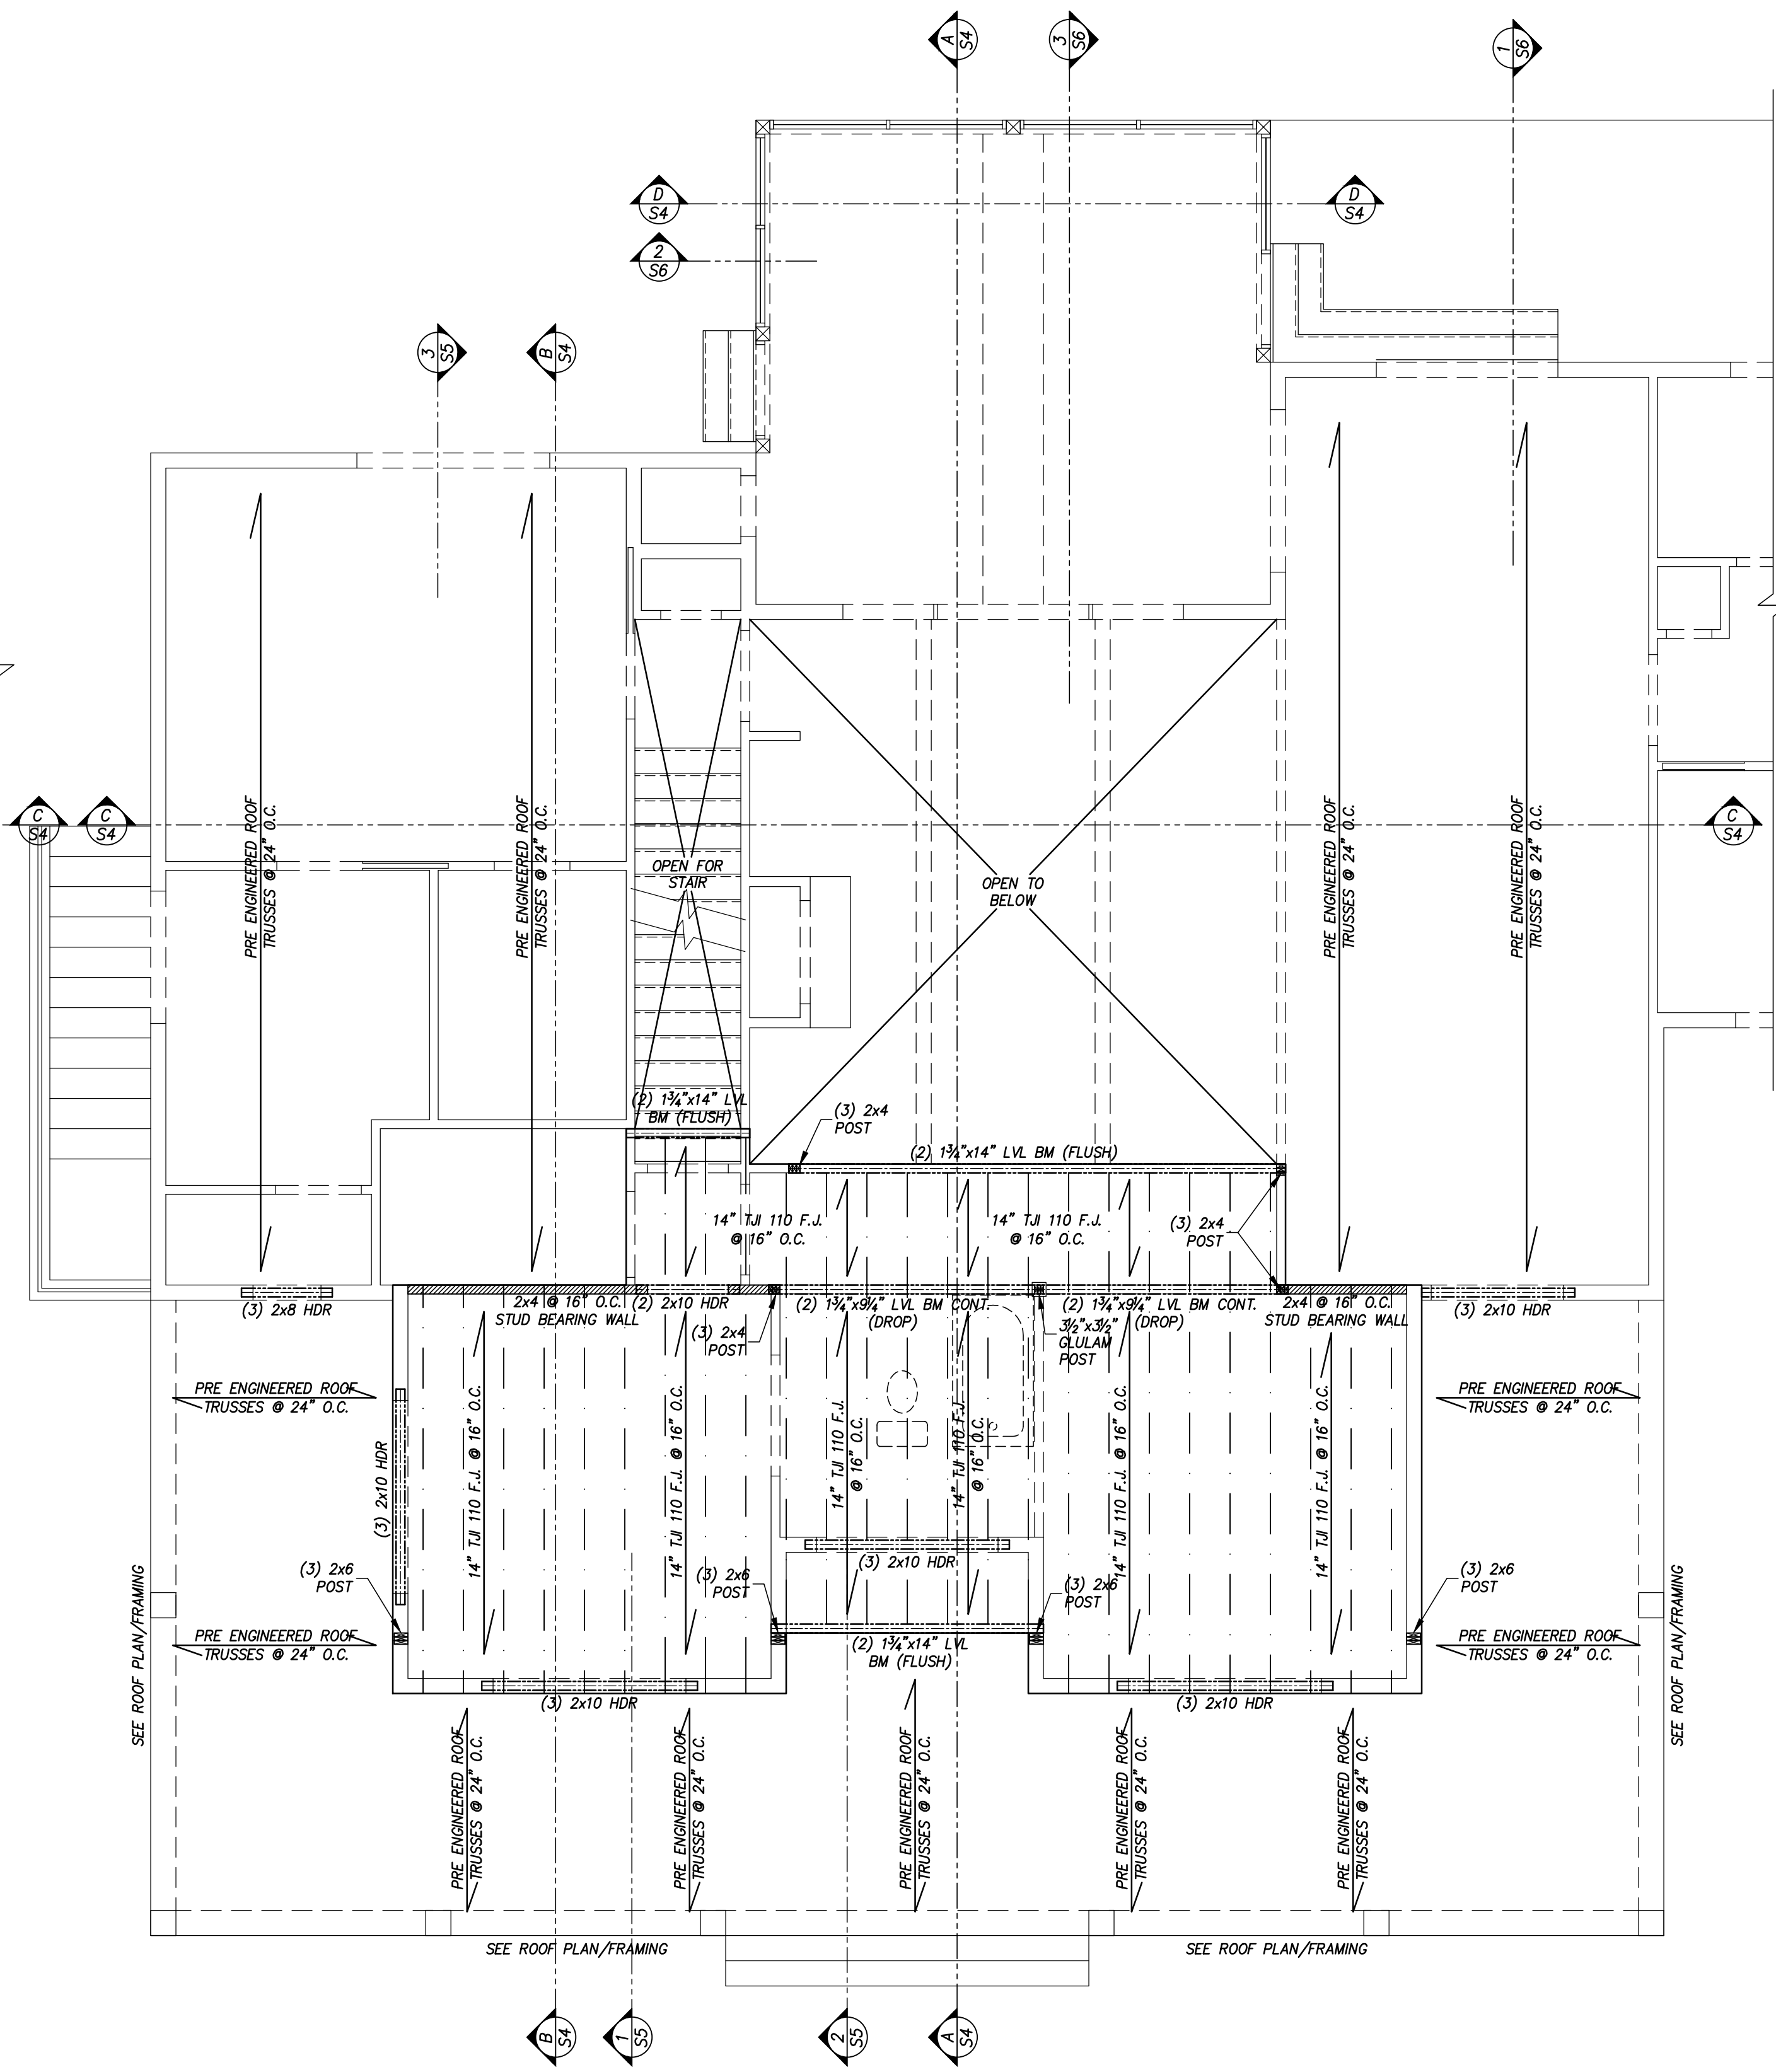 A
S4
3
S6
1
S6
D
S4
D
S4
2
S6
3
S5
B
S4
PRE ENGINEERED ROOF
TRUSSES @ 24" O.C.
PRE ENGINEERED ROOF
TRUSSES @ 24" O.C.
PRE ENGINEERED ROOF
TRUSSES @ 24" O.C.
PRE ENGINEERED ROOF
TRUSSES @ 24" O.C.
C
S4
C
S4
C
S4
OPEN FOR
STAIR
OPEN TO
BELOW
(2) 1¾"x14" LVL
BM (FLUSH)
(3) 2x4
POST
(2) 1¾"x14" LVL BM (FLUSH)
14" TJI 110 F.J.
@ 16" O.C.
14" TJI 110 F.J.
@ 16" O.C.
(3) 2x4
POST
(3) 2x8 HDR
2x4 @ 16" O.C.
STUD BEARING WALL
(2) 2x10 HDR
(3) 2x4
POST
(2) 1¾"x9¼" LVL BM CONT.
(DROP)
3½"x3½"
GLULAM
POST
(2) 1¾"x9¼" LVL BM CONT.
(DROP)
2x4 @ 16" O.C.
STUD BEARING WALL
(3) 2x10 HDR
PRE ENGINEERED ROOF
TRUSSES @ 24" O.C.
PRE ENGINEERED ROOF
TRUSSES @ 24" O.C.
(3) 2x10 HDR
14" TJI 110 F.J. @ 16" O.C.
14" TJI 110 F.J. @ 16" O.C.
14" TJI 110 F.J.
@ 16" O.C.
14" TJI 110 F.J.
@ 16" O.C.
14" TJI 110 F.J. @ 16" O.C.
14" TJI 110 F.J. @ 16" O.C.
(3) 2x10 HDR
(3) 2x6
POST
(3) 2x6
POST
(3) 2x6
POST
(3) 2x6
POST
SEE ROOF PLAN/FRAMING
SEE ROOF PLAN/FRAMING
PRE ENGINEERED ROOF
TRUSSES @ 24" O.C.
PRE ENGINEERED ROOF
TRUSSES @ 24" O.C.
(2) 1¾"x14" LVL
BM (FLUSH)
(3) 2x10 HDR
(3) 2x10 HDR
PRE ENGINEERED ROOF
TRUSSES @ 24" O.C.
PRE ENGINEERED ROOF
TRUSSES @ 24" O.C.
PRE ENGINEERED ROOF
TRUSSES @ 24" O.C.
PRE ENGINEERED ROOF
TRUSSES @ 24" O.C.
PRE ENGINEERED ROOF
TRUSSES @ 24" O.C.
SEE ROOF PLAN/FRAMING
SEE ROOF PLAN/FRAMING
B
S4
1
S5
2
S5
A
S4